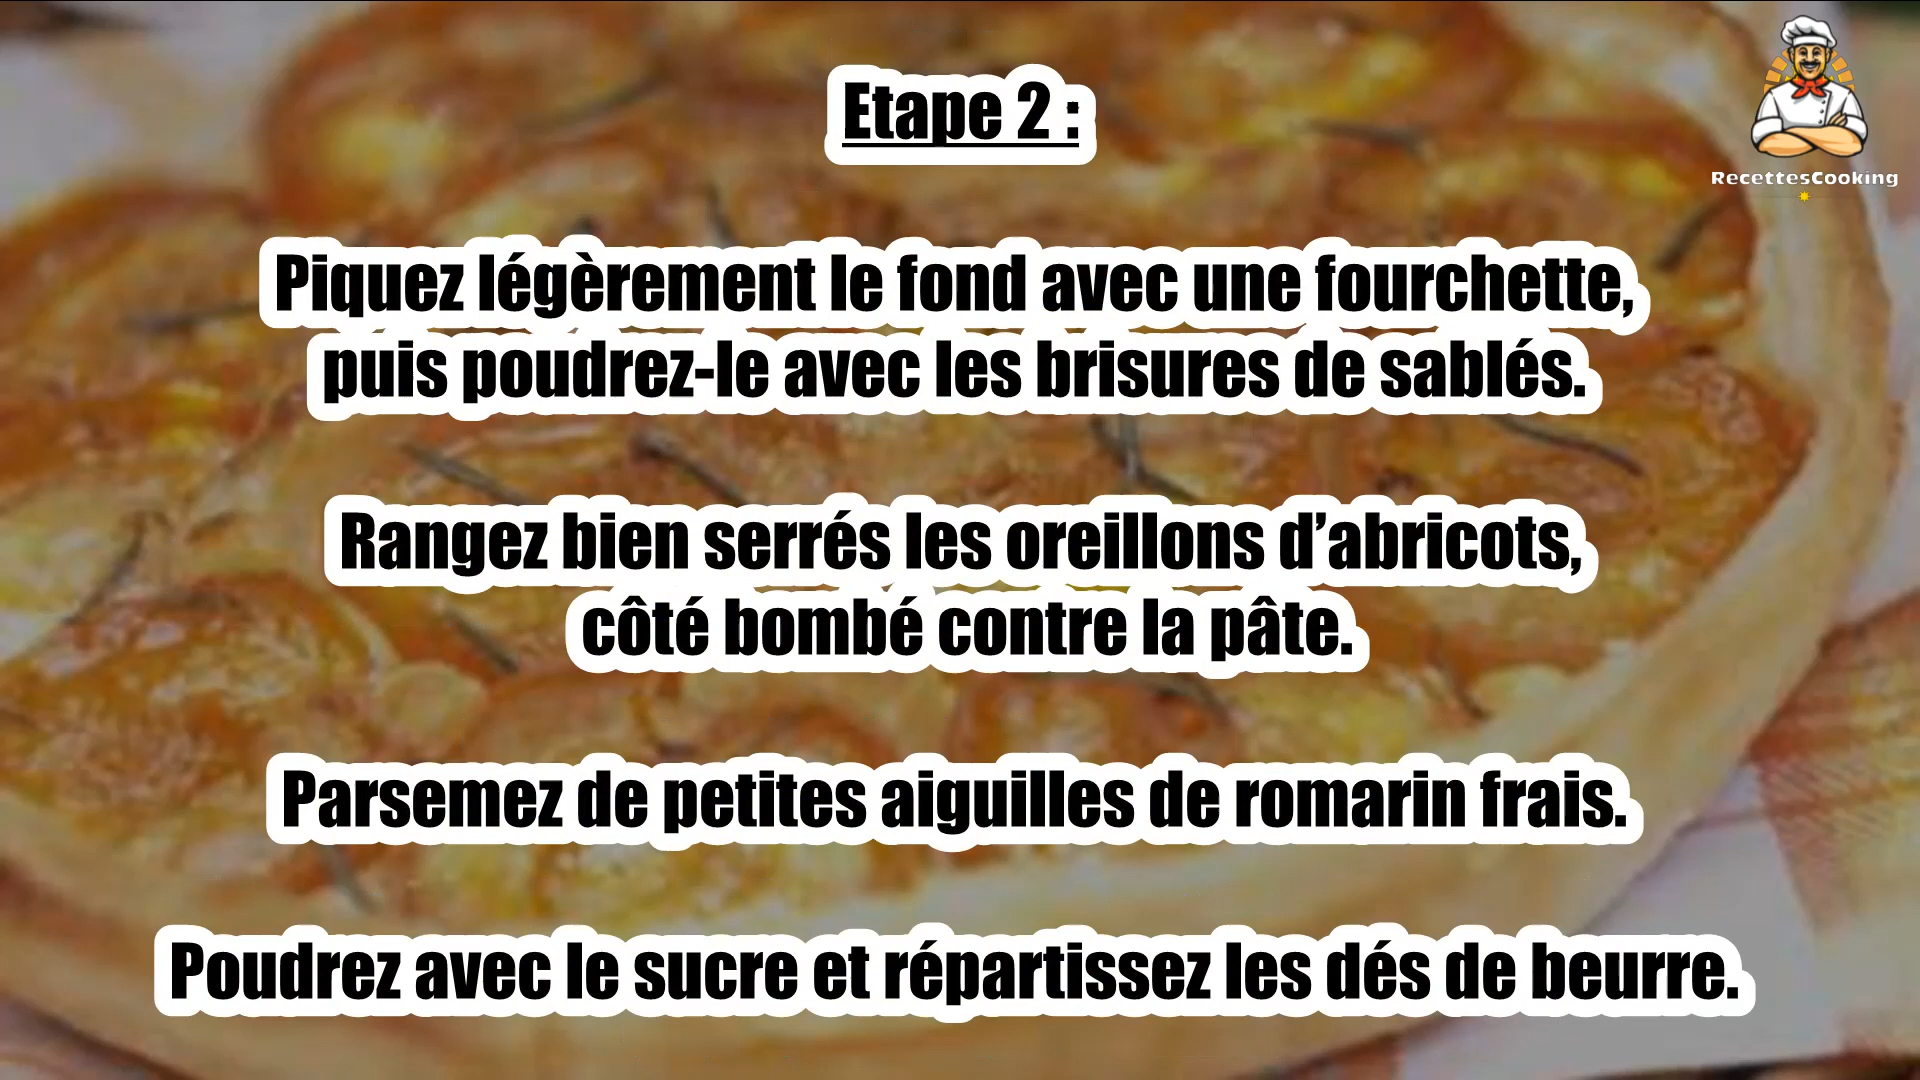 Etape 2 :
RecettesCooking
Piquez légèrement le fond avec une fourchette,
puis poudrez-le avec les brisures de sablés.
Rangez bien serrés les oreillons d’abricots,
côté bombé contre la pâte.
Parsemez de petites aiguilles de romarin frais.
Poudrez avec le sucre et répartissez les dés de beurre.